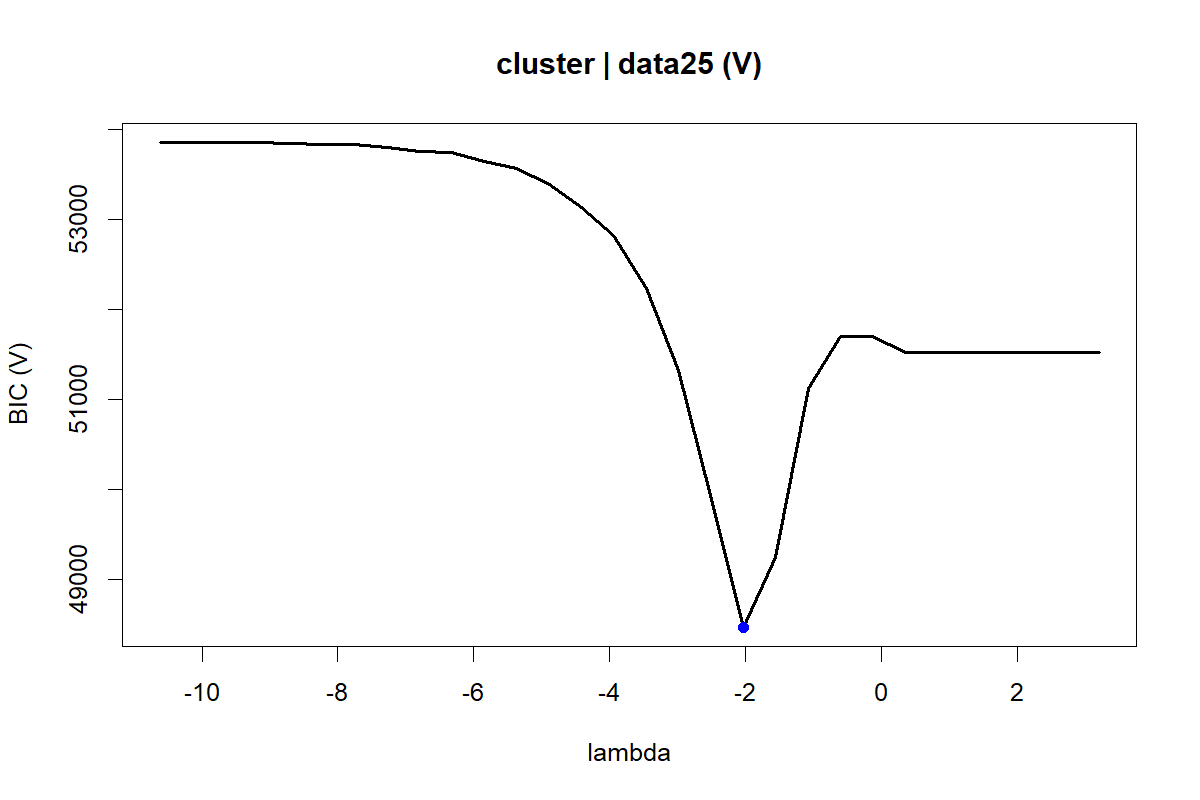 cluster | data25 (V)
BIC (V)
53000
51000
49000
-10 -8 -6 -4 -2 0 2
lambda